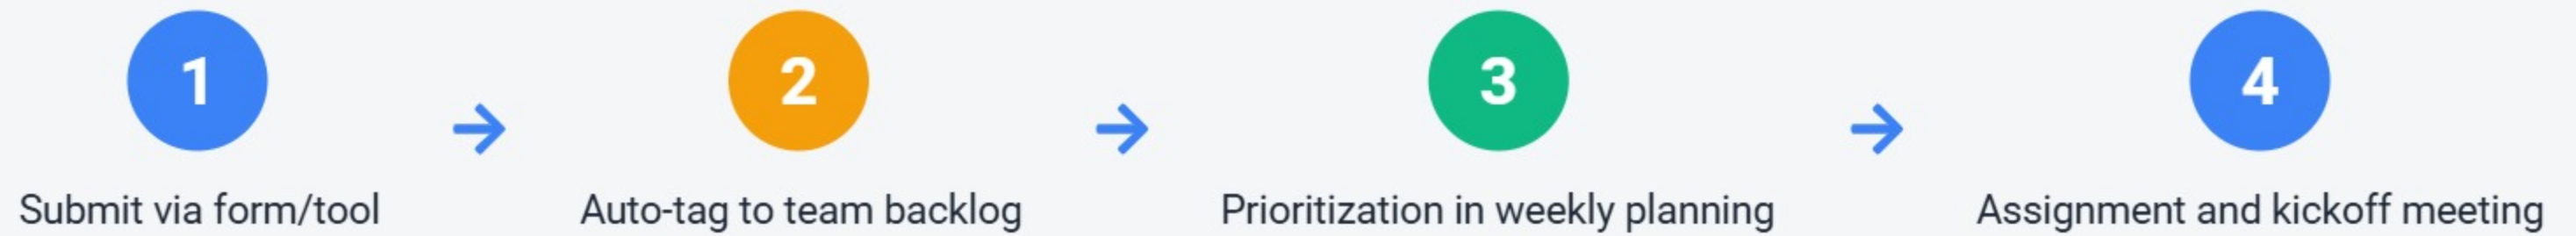 1
2
3
4
Submit via form/tool
Auto-tag to team backlog
Prioritization in weekly planning
Assignment and kickoff meeting